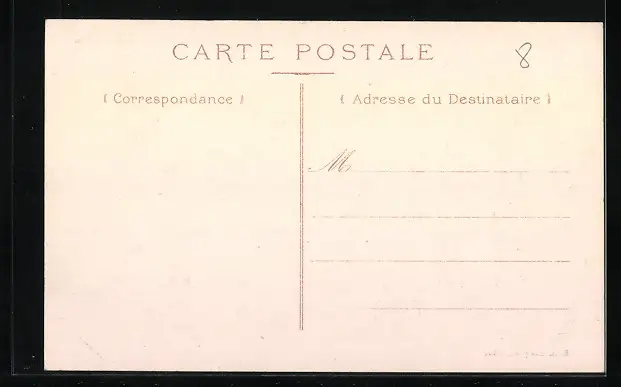 CARTE POSTALE
8
( Correspondance )
( Adresse du Destinataire )
M